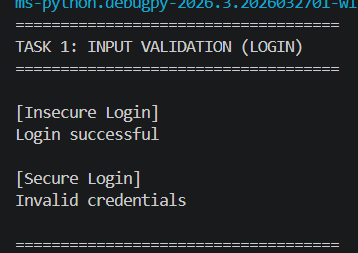 ms-python.debugpy-2026.3.2026032701-wi
====================================
TASK 1: INPUT VALIDATION (LOGIN)
====================================
[Insecure Login]
Login successful
[Secure Login]
Invalid credentials
====================================